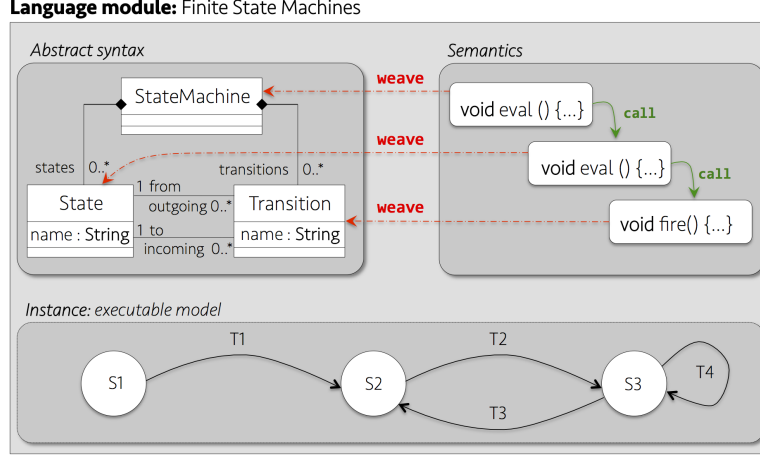 Language module: Finite State Machines
Abstract syntax
Semantics
weave
StateMachine
void eval () {...}
call
weave
states 0..*
transitions 0..*
void eval () {...}
call
State
1 from
outgoing 0..*
Transition
weave
void fire() {...}
name : String
1 to
incoming 0..*
name : String
Instance: executable model
T1
T2
S1
S2
S3
T4
T3